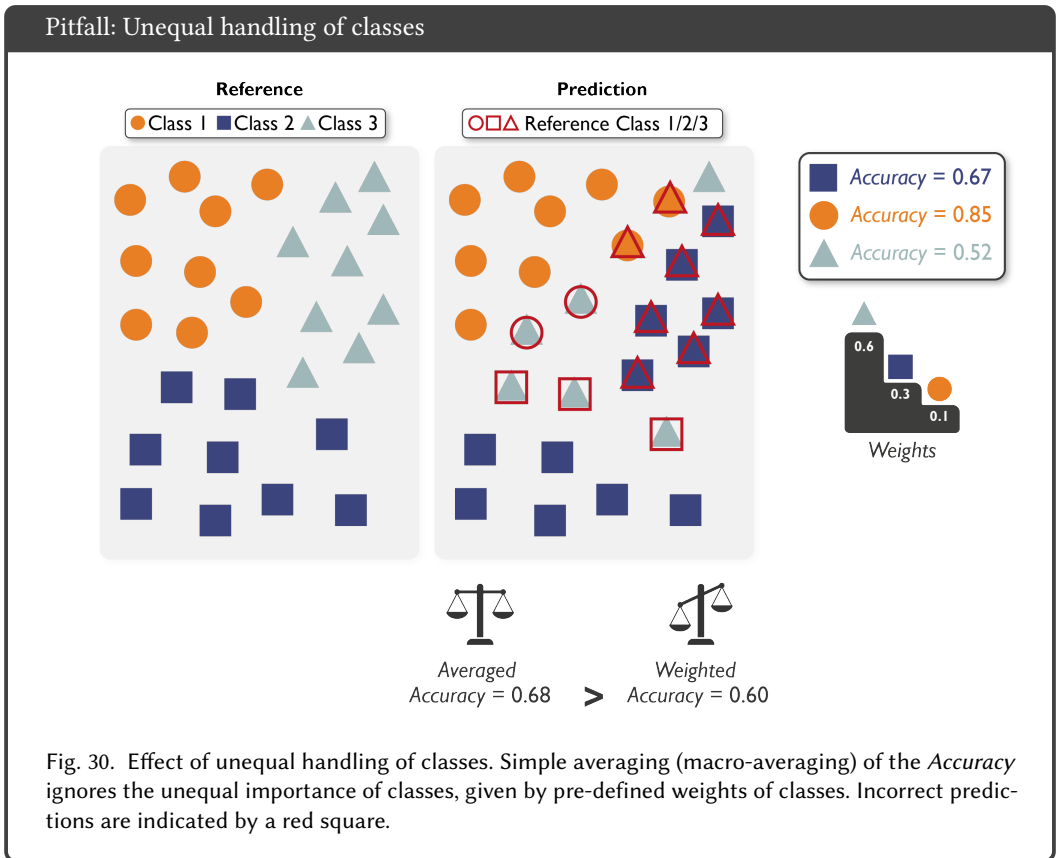 Pitfall: Unequal handling of classes
Reference
Prediction
Class 1 Class 2 Class 3
Reference Class 1/2/3
Accuracy = 0.67
Accuracy = 0.85
Accuracy = 0.52
0.6
0.3
0.1
Weights
Averaged
Accuracy = 0.68
>
Weighted
Accuracy = 0.60
Fig. 30. Effect of unequal handling of classes. Simple averaging (macro-averaging) of the Accuracy
ignores the unequal importance of classes, given by pre-defined weights of classes. Incorrect predic-
tions are indicated by a red square.